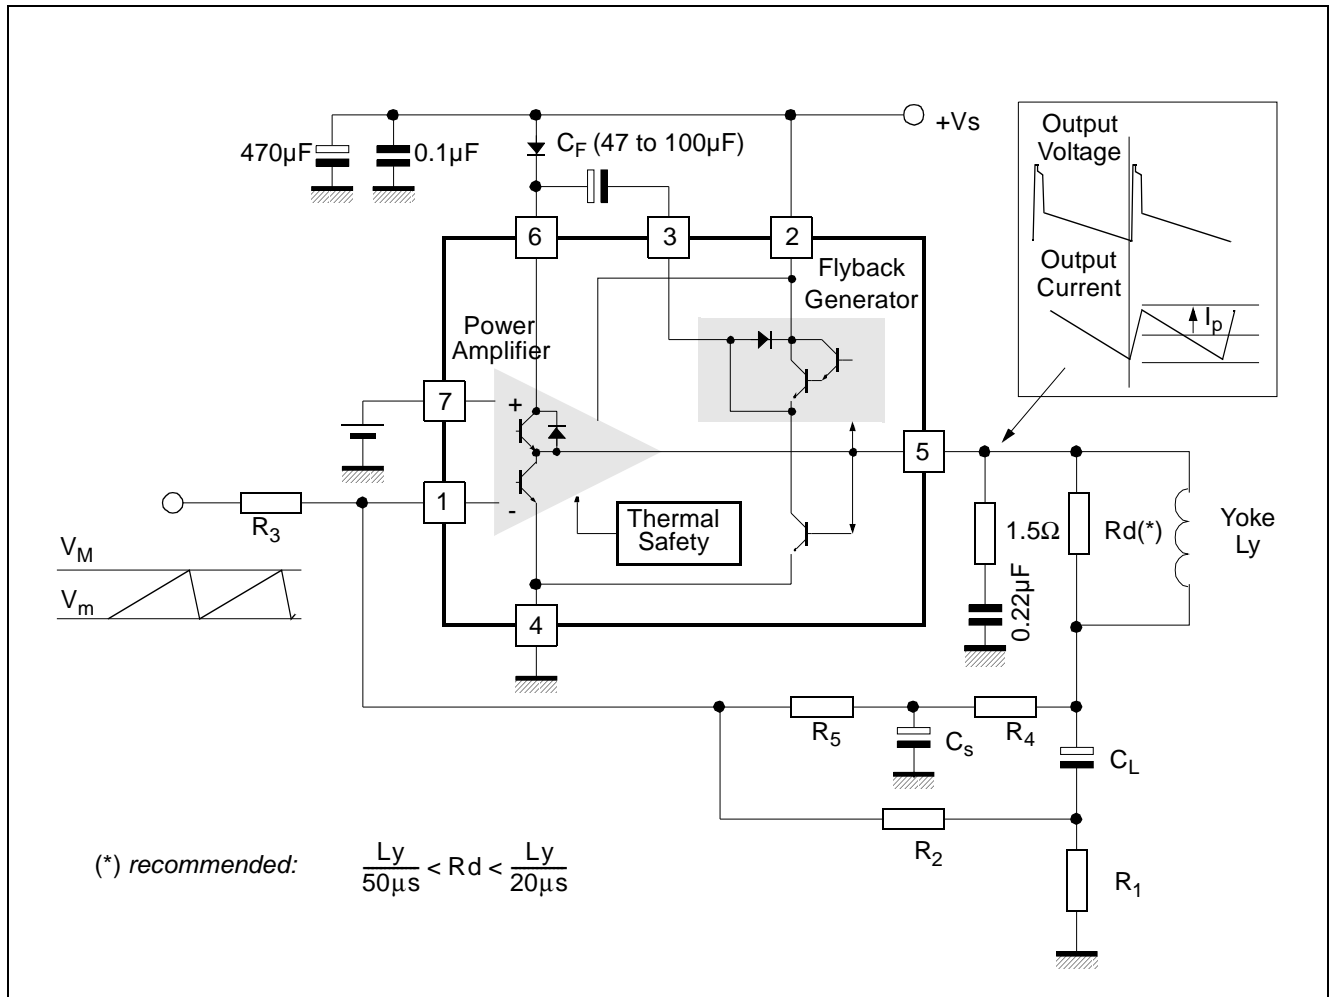 +Vs
470µF
0.1µF
C_F (47 to 100µF)
Output
Voltage
6
3
2
Flyback
Generator
Output
Current
I_p
Power
Amplifier
7
+
5
1
-
R_3
Thermal
Safety
1.5Ω
Rd(*)
Yoke
Ly
V_M
V_m
4
0.22µF
R_5
C_s
R_4
C_L
R_2
R_1
(*) recommended: Ly/50µs < Rd < Ly/20µs